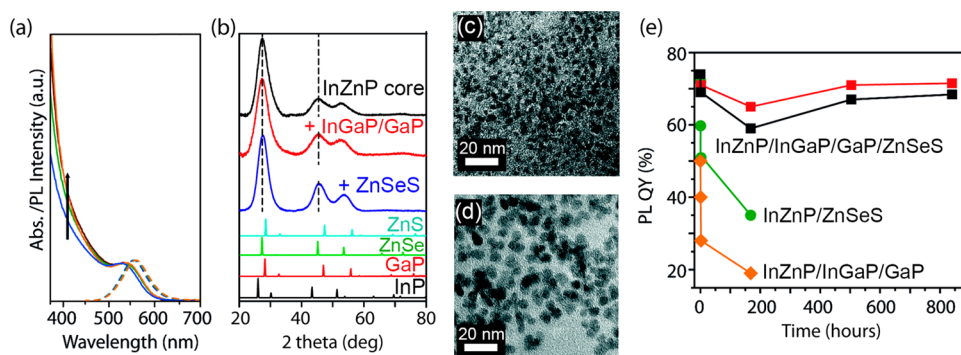 (a)
Abs. /PL Intensity (a.u.)
400 500 600 700
Wavelength (nm)
(b)
InZnP core
+ InGaP/GaP
+ ZnSeS
ZnS
ZnSe
GaP
InP
20 40 60 80
2 theta (deg)
(c)
20 nm
(d)
20 nm
(e)
PL QY (%)
80
60
40
20
InZnP/InGaP/GaP/ZnSeS
InZnP/ZnSeS
InZnP/InGaP/GaP
0 200 400 600 800
Time (hours)